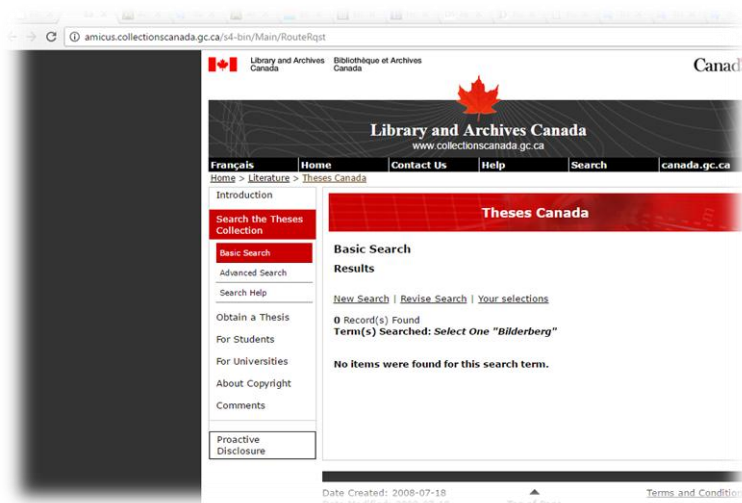 amicus.collectionscanada.gc.ca/s4-bin/Main/RouteRqst
Library and Archives Bibliothèque et Archives
Canada Canada
Canad
Library and Archives Canada
www.collectionscanada.gc.ca
Français Home Contact Us Help Search canada.gc.ca
Home > Literature > Theses Canada
Introduction
Search the Theses
Collection
Basic Search
Advanced Search
Search Help
Obtain a Thesis
For Students
For Universities
About Copyright
Comments
Proactive
Disclosure
Theses Canada
Basic Search
Results
New Search | Revise Search | Your selections
0 Record(s) Found
Term(s) Searched: Select One "Bilderberg"
No items were found for this search term.
Date Created: 2008-07-18
Terms and Condition